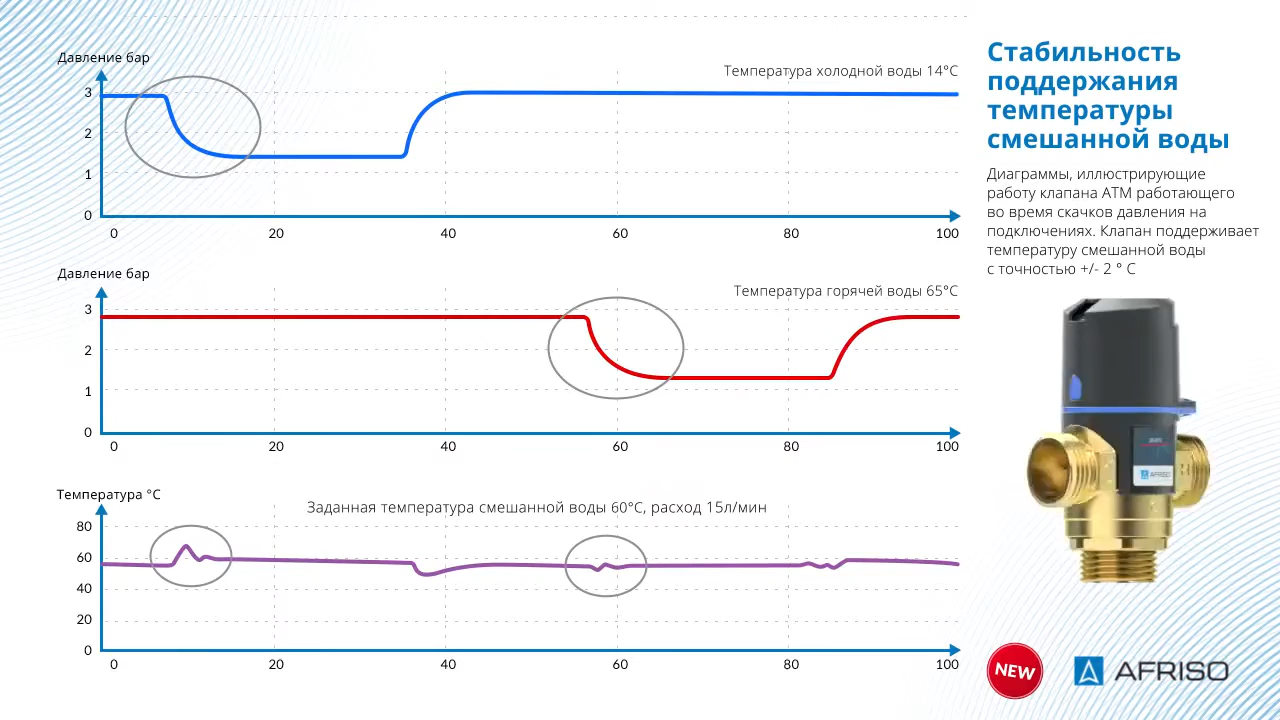 Стабильность
поддержания
температуры
смешанной воды
Диаграммы, иллюстрирующие
работу клапана ATM работающего
во время скачков давления на
подключениях. Клапан поддерживает
температуру смешанной воды
с точностью +/- 2 ° C
Давление бар
Температура холодной воды 14°C
3
2
1
0
0 20 40 60 80 100
Давление бар
Температура горячей воды 65°C
3
2
1
0
0 20 40 60 80 100
Температура °C
Заданная температура смешанной воды 60°C, расход 15л/мин
80
60
40
20
0
0 20 40 60 80 100
AFRISO
NEW
AFRISO